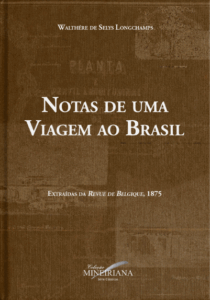 Walthère de Selys Longchamps
Notas de uma
Viagem ao Brasil
Extraídas da Revue de Belgique, 1875
Coleção
MINEIRIANA